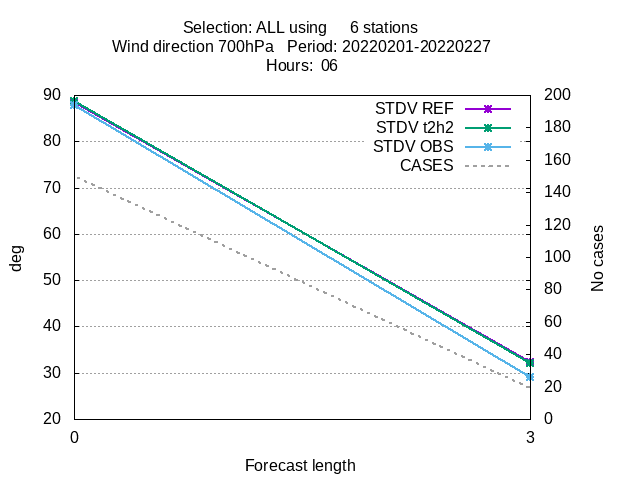 Selection: ALL using     6 stations
Wind direction 700hPa   Period: 20220201-20220227
Hours:  06
90
80
70
60
50
40
30
20
200
180
160
140
120
100
80
60
40
20
0
STDV REF
STDV t2h2
STDV OBS
CASES
deg
No cases
0
3
Forecast length